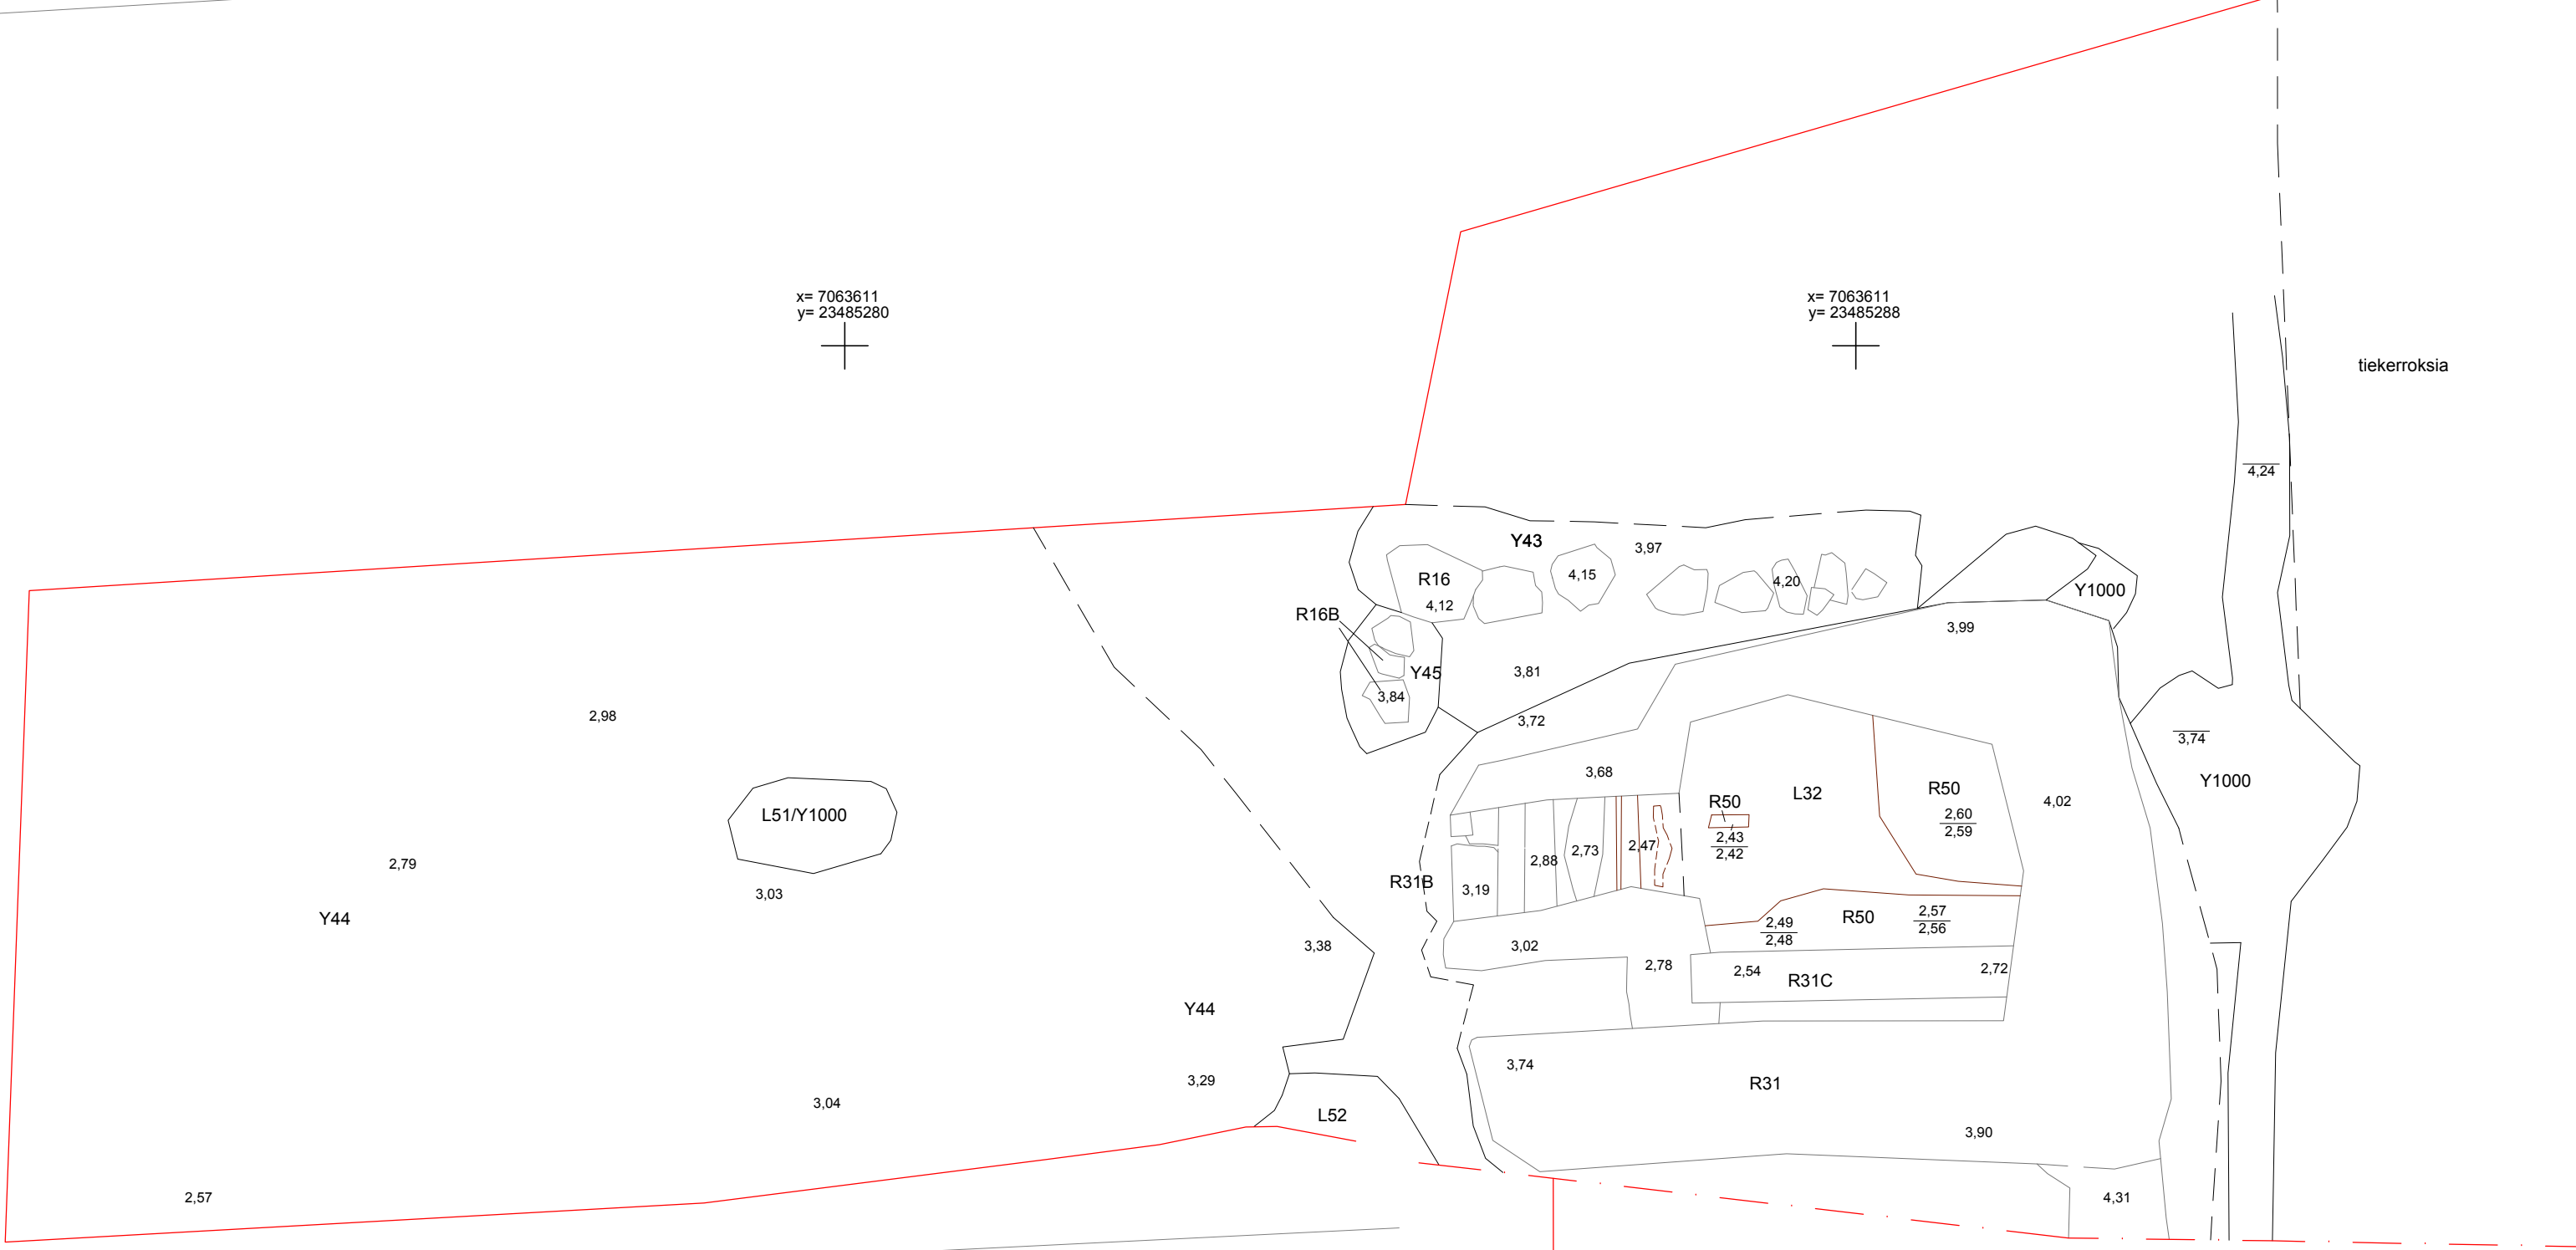 x= 7063611
y= 23485280
x= 7063611
y= 23485288
tiekerroksia
4,24
Y43
3,97
R16
4,15
4,20
4,12
Y1000
R16B
3,99
Y45
3,81
3,84
2,98
3,72
3,74
Y1000
3,68
L51/Y1000
R50
L32
R50
4,02
2,60
2,59
2,43
2,42
2,47
2,73
2,88
2,79
3,03
R31B
3,19
Y44
R50
2,57
2,56
2,49
2,48
3,38
3,02
2,78
2,54
2,72
R31C
Y44
3,74
3,29
R31
3,04
L52
3,90
2,57
4,31